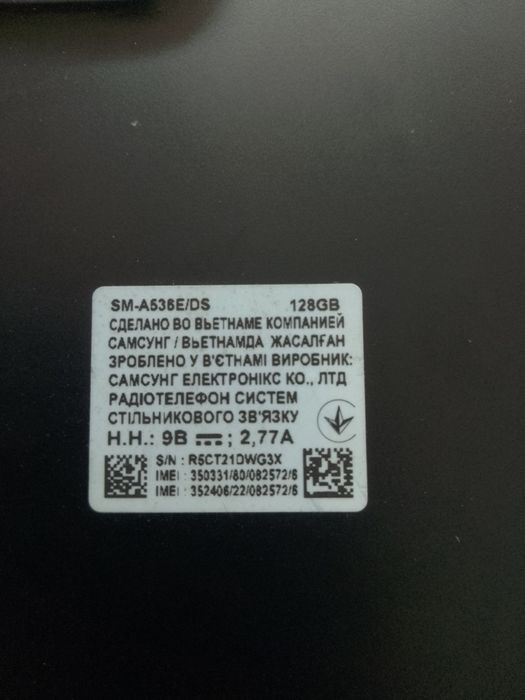 SM-A536E/DS 128GB
СДЕЛАНО ВО ВЬЕТНАМЕ КОМПАНИЕЙ
САМСУНГ / ВЬЕТНАМДА ЖАСАЛҒАН
ЗРОБЛЕНО У В'ЄТНАМІ ВИРОБНИК:
САМСУНГ ЕЛЕКТРОНІКС КО., ЛТД
РАДІОТЕЛЕФОН СИСТЕМ
СТІЛЬНИКОВОГО ЗВ'ЯЗКУ
Н.Н.: 9В ; 2,77А
S/N : R5CT21DWG3X
IMEI : 350331/80/082572/6
IMEI : 352406/22/082572/6